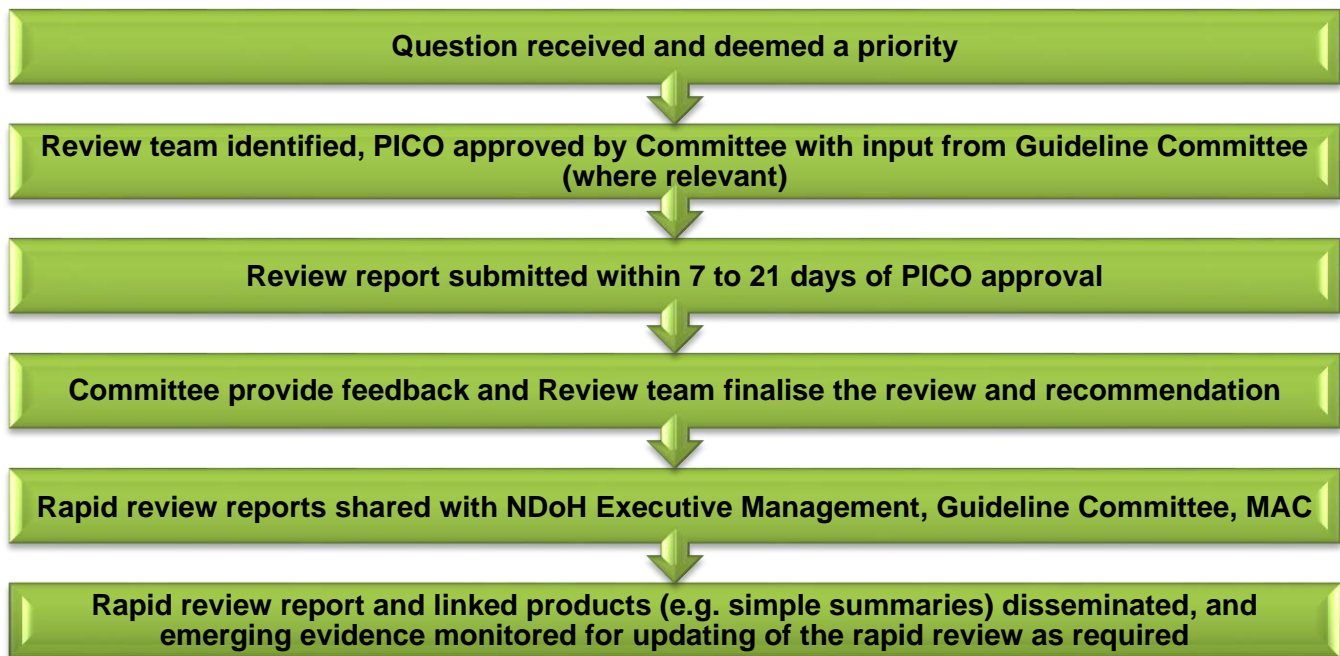 Question received and deemed a priority
Review team identified, PICO approved by Committee with input from Guideline Committee
(where relevant)
Review report submitted within 7 to 21 days of PICO approval
Committee provide feedback and Review team finalise the review and recommendation
Rapid review reports shared with NDoH Executive Management, Guideline Committee, MAC
Rapid review report and linked products (e.g. simple summaries) disseminated, and
emerging evidence monitored for updating of the rapid review as required